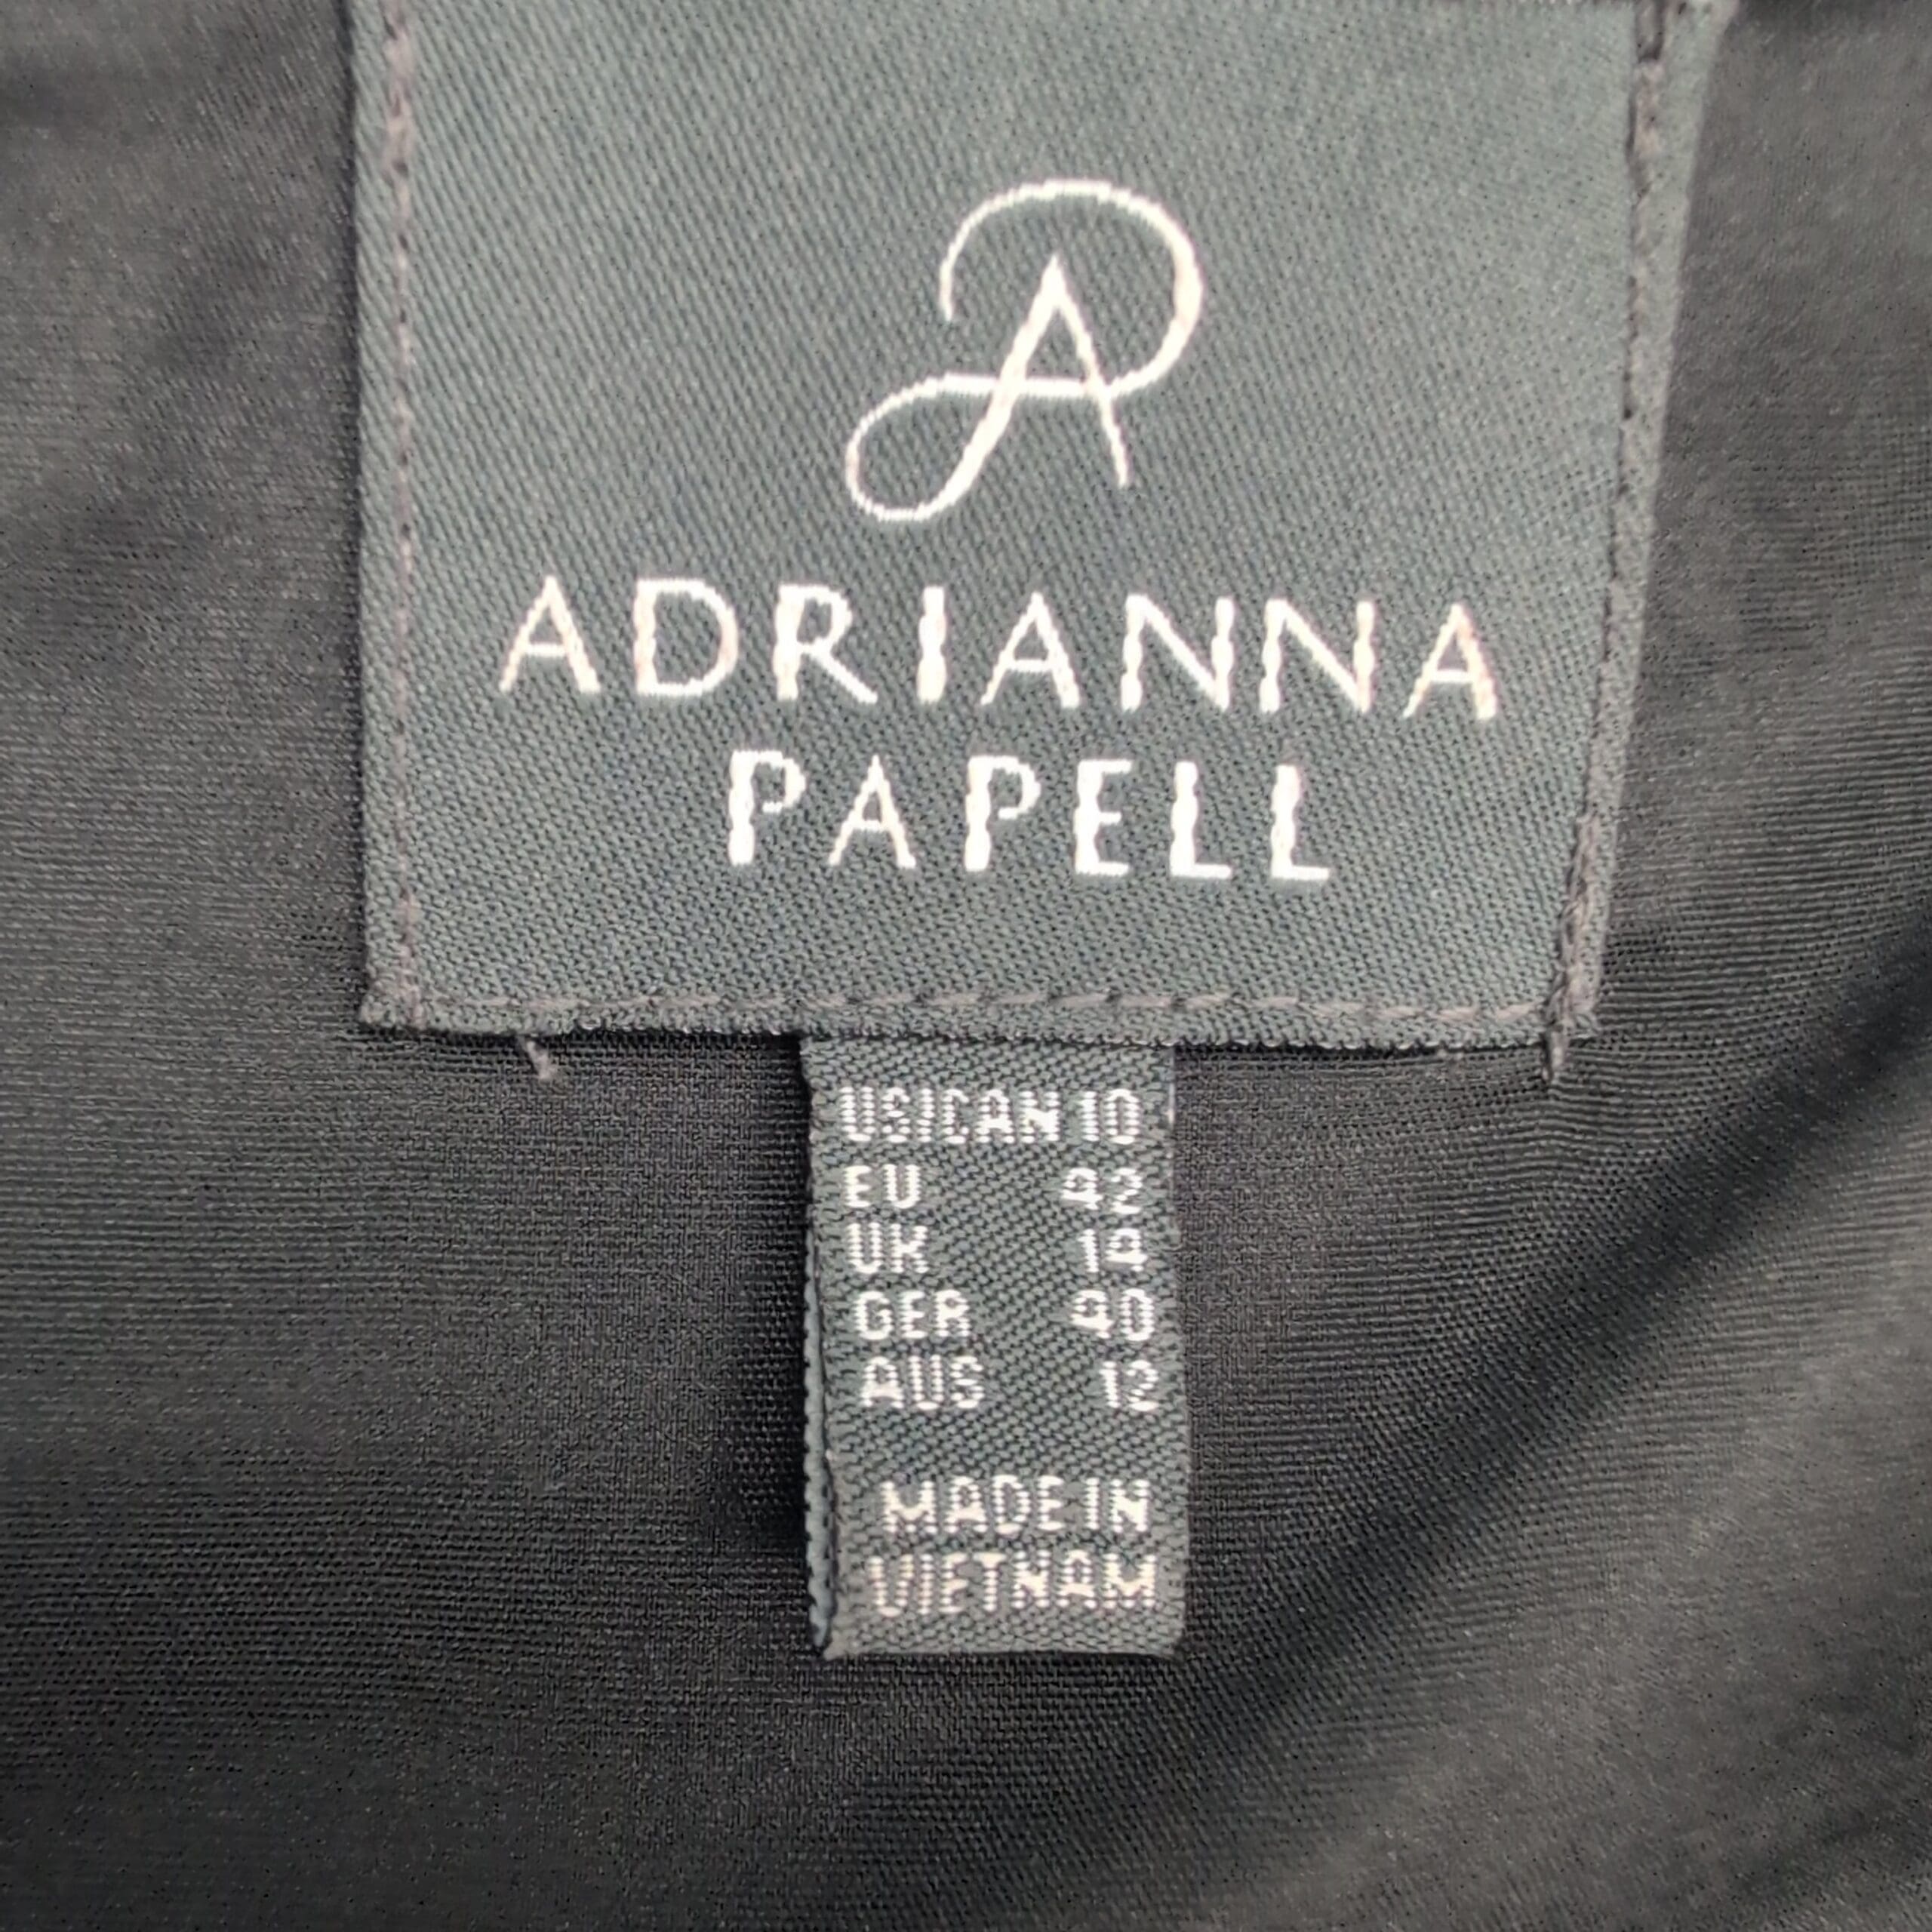 ADRIANNA
PAPELL
US|CAN 10
EU 42
UK 14
GER 40
AUS 12
MADE IN
VIETNAM